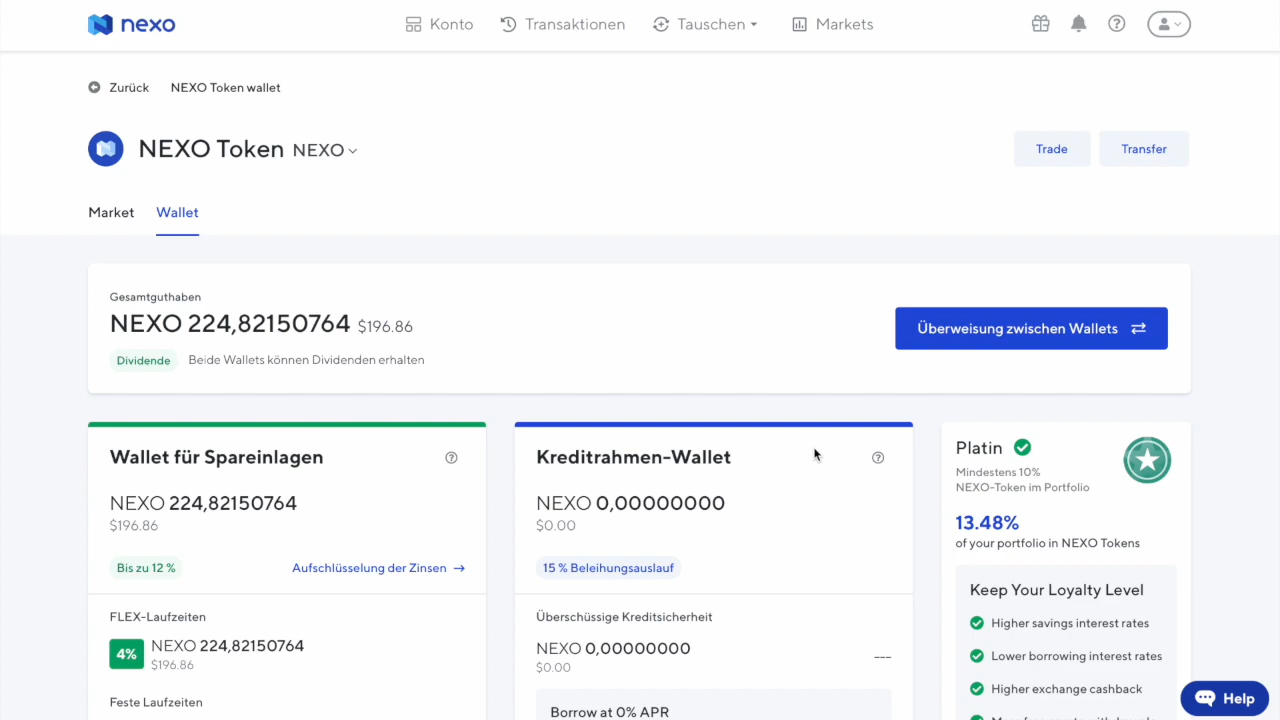 nexo
Konto
Transaktionen
Tauschen
Markets
Zurück
NEXO Token wallet
NEXO Token NEXO
Trade
Transfer
Market
Wallet
Gesamtguthaben
NEXO 224,82150764 $196.86
Dividende
Beide Wallets können Dividenden erhalten
Überweisung zwischen Wallets
Wallet für Spareinlagen
NEXO 224,82150764
$196.86
Bis zu 12 %
Aufschlüsselung der Zinsen →
FLEX-Laufzeiten
4%
NEXO 224,82150764
$196.86
Feste Laufzeiten
Kreditrahmen-Wallet
NEXO 0,00000000
$0.00
15 % Beleihungsauslauf
Überschüssige Kreditsicherheit
NEXO 0,00000000
$0.00
---
Borrow at 0% APR
Platin
Mindestens 10%
NEXO-Token im Portfolio
13.48%
of your portfolio in NEXO Tokens
Keep Your Loyalty Level
Higher savings interest rates
Lower borrowing interest rates
Higher exchange cashback
Help